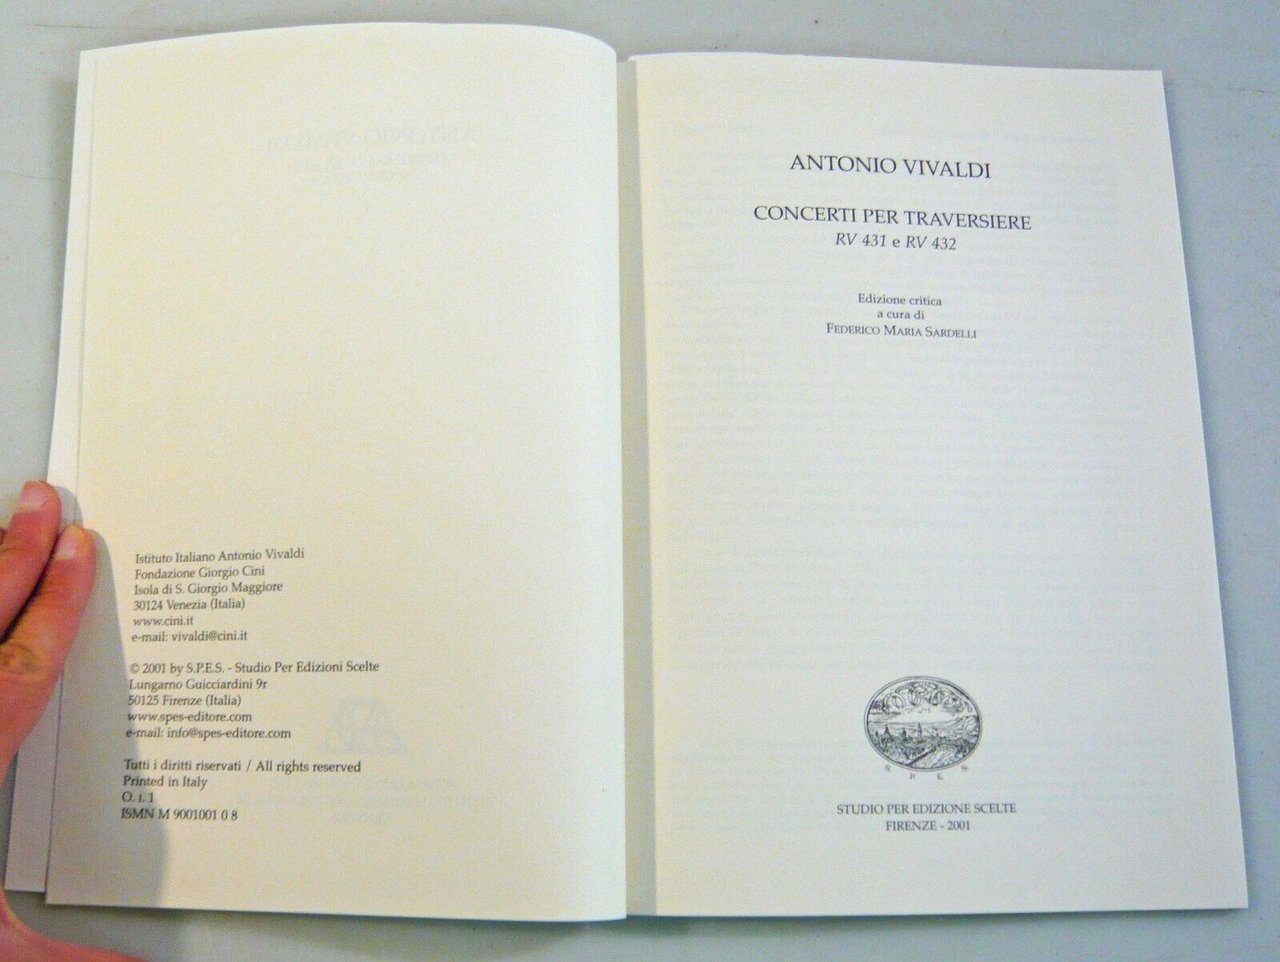 Istituto Italiano Antonio Vivaldi
Fondazione Giorgio Cini
Isola di S. Giorgio Maggiore
30124 Venezia (Italia)
www.cini.it
e-mail: vivaldi@cini.it
© 2001 by S.P.E.S. - Studio Per Edizioni Scelte
Lungarno Guicciardini 9r
50125 Firenze (Italia)
www.spes-editore.com
e-mail: info@spes-editore.com
Tutti i diritti riservati / All rights reserved
Printed in Italy
O. i. 1
ISMN M 9001001 0 8
ANTONIO VIVALDI
CONCERTI PER TRAVERSIERE
RV 431 e RV 432
Edizione critica
a cura di
FEDERICO MARIA SARDELLI
S. P. E. S.
STUDIO PER EDIZIONE SCELTE
FIRENZE - 2001